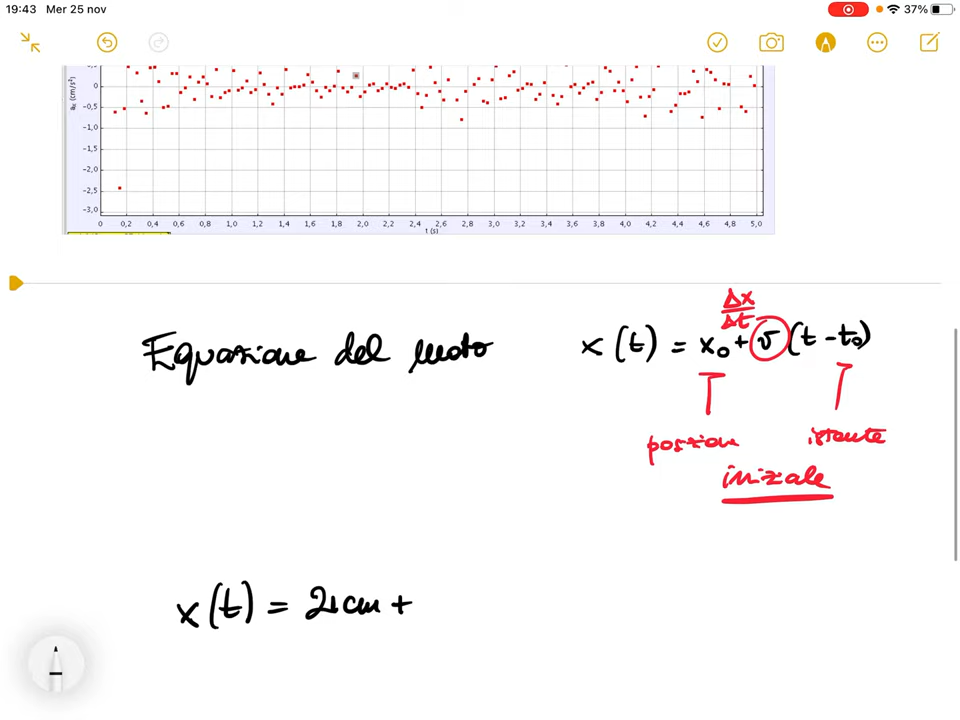 19:43 Mer 25 nov 37%
aₓ (cm/s²)
0
−0,5
−1,0
−1,5
−2,0
−2,5
−3,0
0 0,2 0,4 0,6 0,8 1,0 1,2 1,4 1,6 1,8 2,0 2,2 2,4 2,6 2,8 3,0 3,2 3,4 3,6 3,8 4,0 4,2 4,4 4,6 4,8 5,0
t (s)
Δx
Δt
Equazione del moto x(t) = x₀ + v (t − t₀)
posizione istante
iniziale
x(t) = 21 cm +